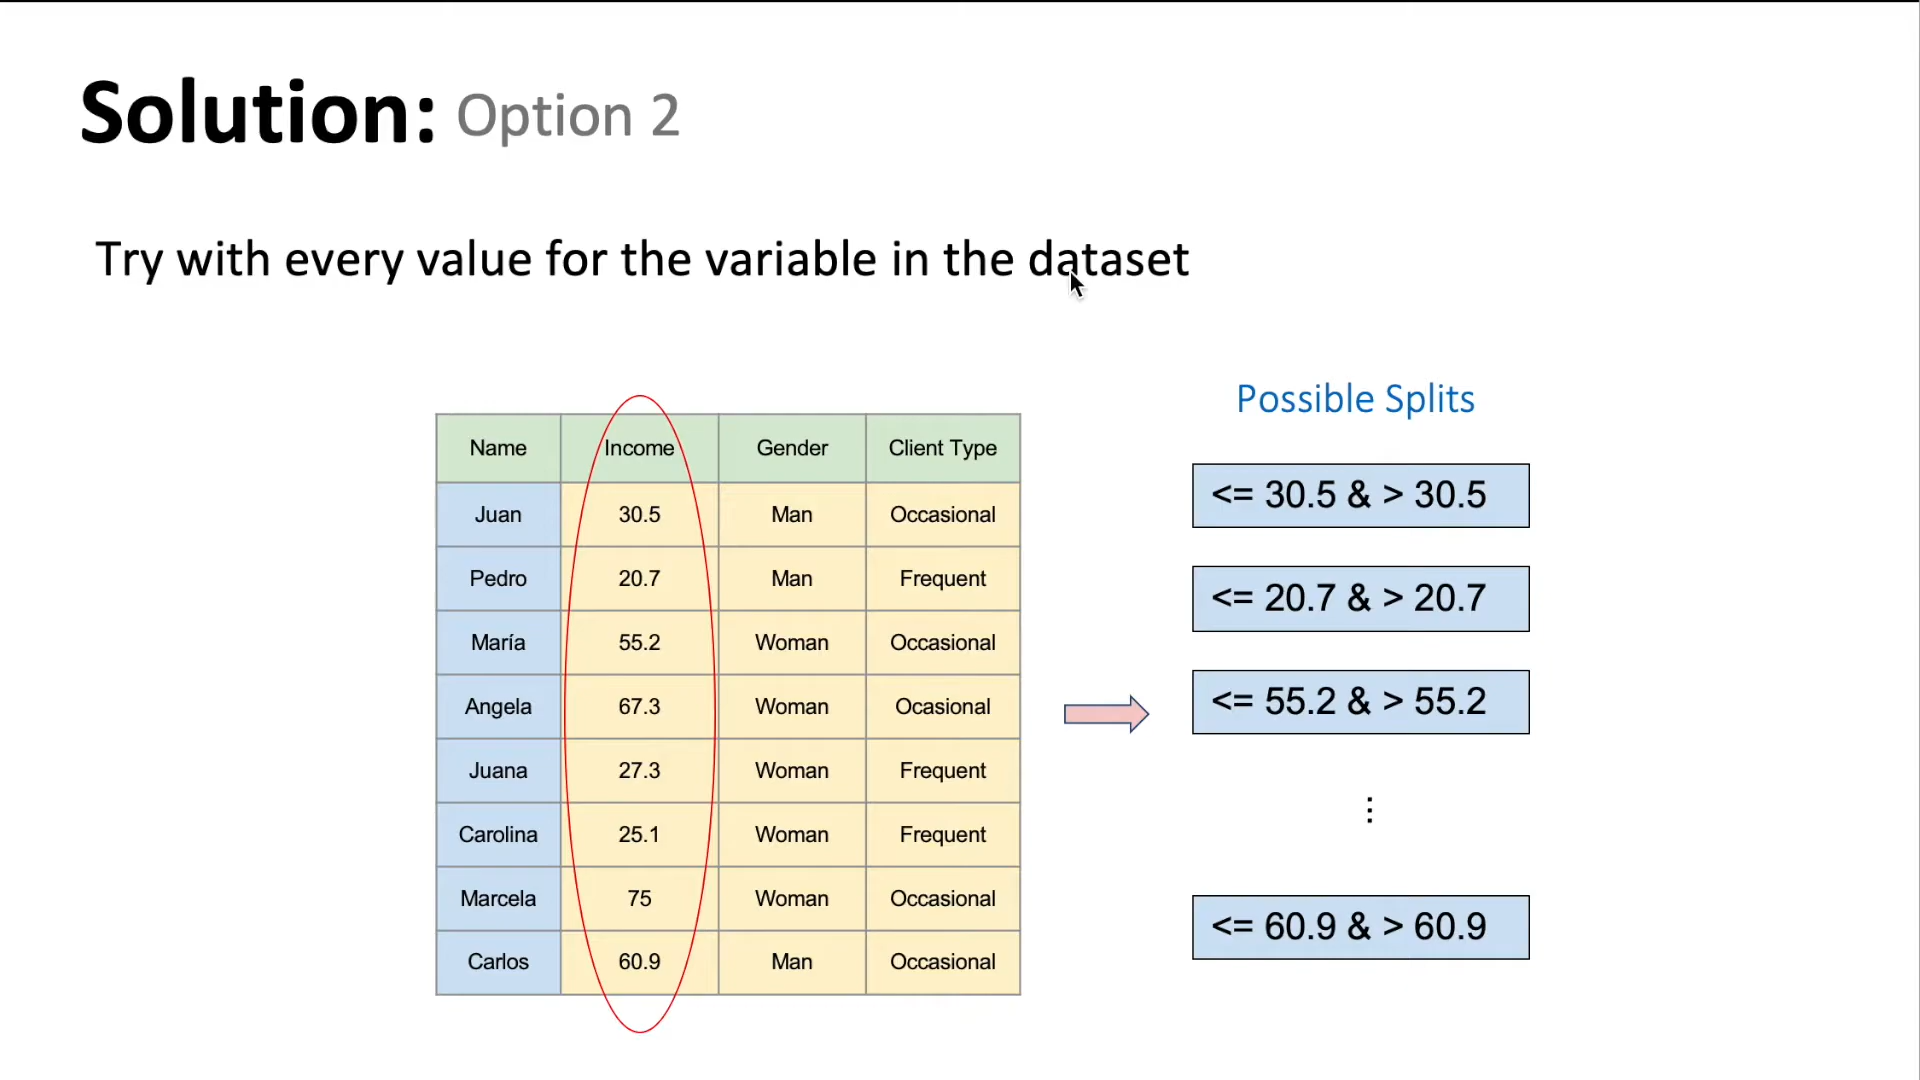 Solution: Option 2
Try with every value for the variable in the dataset
Possible Splits
Name Income Gender Client Type
Juan 30.5 Man Occasional
Pedro 20.7 Man Frequent
María 55.2 Woman Occasional
Angela 67.3 Woman Ocasional
Juana 27.3 Woman Frequent
Carolina 25.1 Woman Frequent
Marcela 75 Woman Occasional
Carlos 60.9 Man Occasional
<= 30.5 & > 30.5
<= 20.7 & > 20.7
<= 55.2 & > 55.2
⋮
<= 60.9 & > 60.9